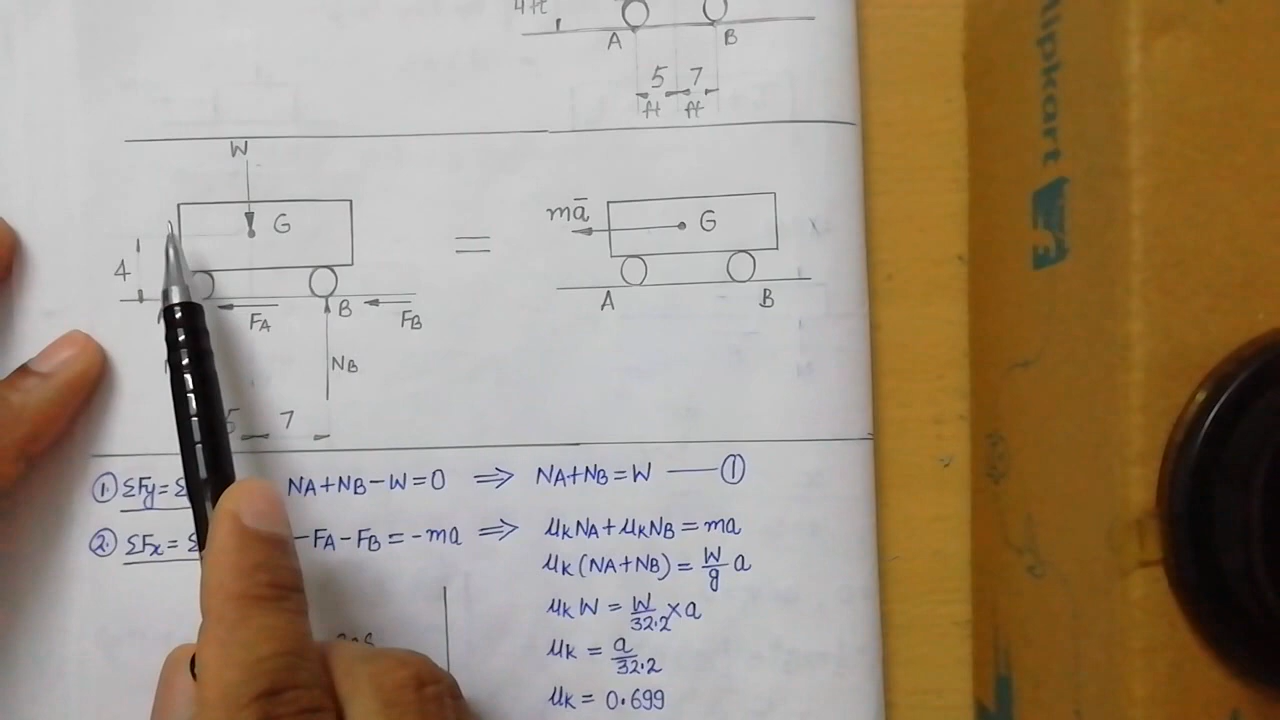 4ft
A B
5 7
ft ft
W
G
4
FA B FB
NB
5 7
mā
G
=
A B
① ΣFy=Σ NA+NB-W=0 ⇒ NA+NB=W —— ①
② ΣFx=Σ -FA-FB=-ma ⇒ μKNA+μKNB=ma
μK(NA+NB)=W/g a
μKW=W/32.2×a
μK=a/32.2
μK=0.699
Flipkart